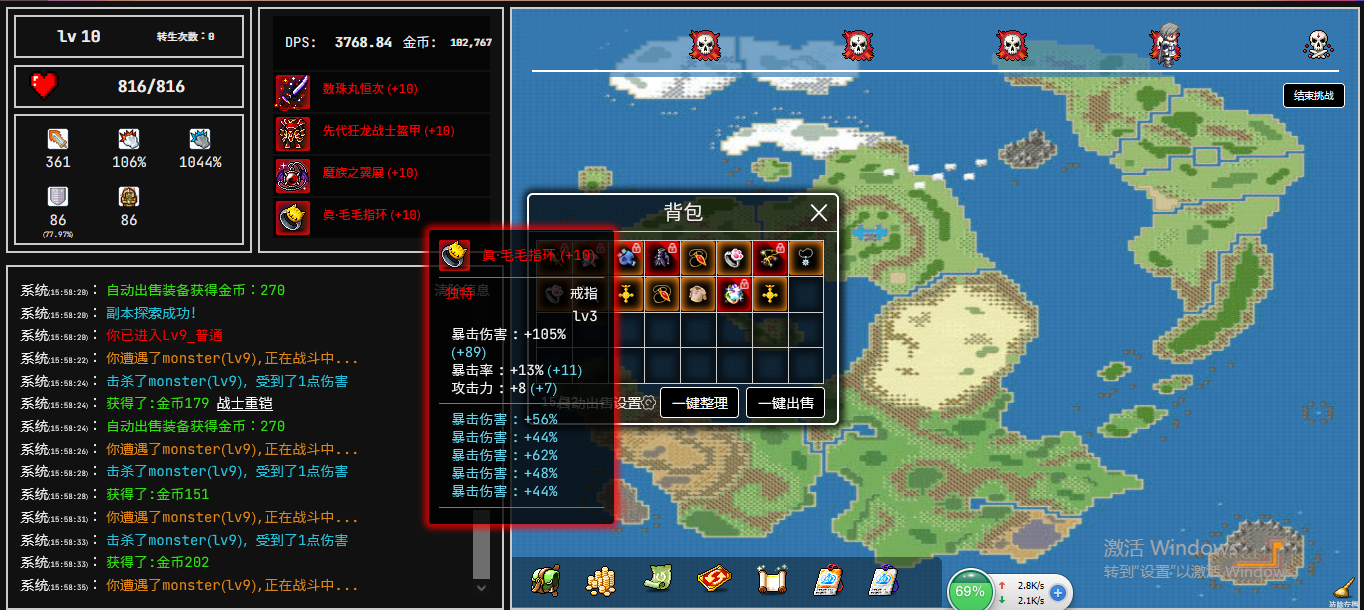 lv 10
转生次数：0
816/816
361
106%
1044%
86
(77.97%)
86
DPS:
3768.84
金币:
102,767
数珠丸恒次 (+10)
先代狂龙战士盔甲 (+10)
魔族之翼展 (+10)
真·毛毛指环 (+10)
系统(15:58:20)： 自动出售装备获得金币：270
系统(15:58:20)： 副本探索成功!
系统(15:58:20)： 你已进入Lv9_普通
系统(15:58:22)： 你遭遇了monster(lv9),正在战斗中...
系统(15:58:24)： 击杀了monster(lv9), 受到了1点伤害
系统(15:58:24)： 获得了:金币179 战士重铠
系统(15:58:24)： 自动出售装备获得金币：270
系统(15:58:26)： 你遭遇了monster(lv9),正在战斗中...
系统(15:58:28)： 击杀了monster(lv9), 受到了1点伤害
系统(15:58:28)： 获得了:金币151
系统(15:58:31)： 你遭遇了monster(lv9),正在战斗中...
系统(15:58:33)： 击杀了monster(lv9), 受到了1点伤害
系统(15:58:33)： 获得了:金币202
系统(15:58:35)： 你遭遇了monster(lv9),正在战斗中...
结束挑战
背包
真·毛毛指环 (+10)
清除信息
独特
戒指
lv3
暴击伤害：+105%
(+89)
暴击率：+13% (+11)
攻击力：+8 (+7)
暴击伤害：+56%
暴击伤害：+44%
暴击伤害：+62%
暴击伤害：+48%
暴击伤害：+44%
自动出售设置
一键整理
一键出售
激活 Windows
转到"设置"以激活 Windows。
69%
2.8K/s
2.1K/s